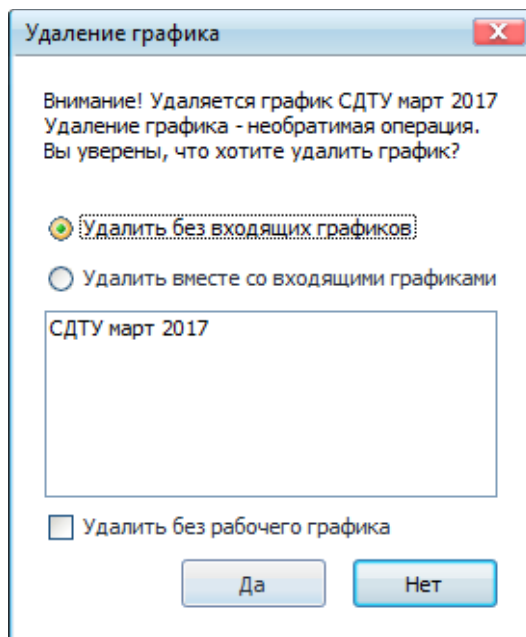 Удаление графика
Внимание! Удаляется график СДТУ март 2017
Удаление графика - необратимая операция.
Вы уверены, что хотите удалить график?
Удалить без входящих графиков
Удалить вместе со входящими графиками
СДТУ март 2017
Удалить без рабочего графика
Да Нет